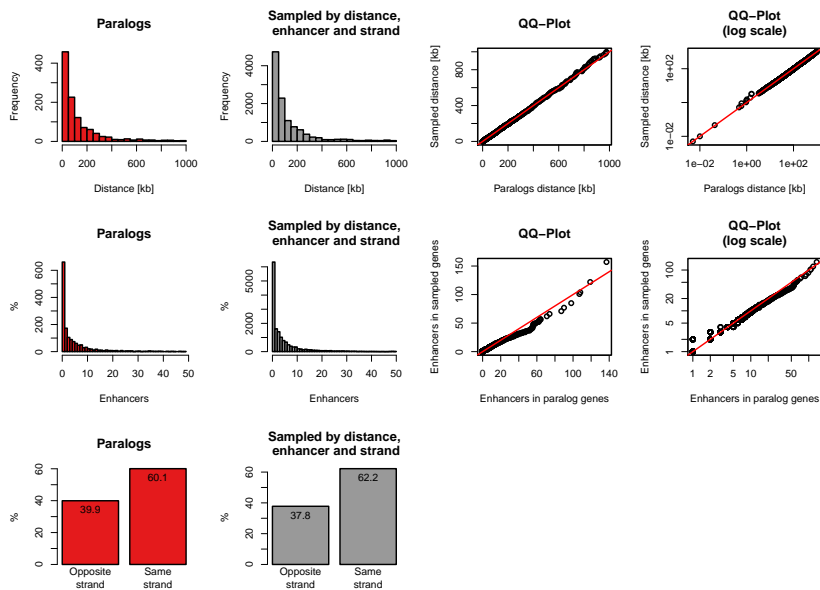 Paralogs
Frequency
0
200
400
0
200
600
1000
Distance [kb]
Sampled by distance,
enhancer and strand
Frequency
0
2000
4000
0
200
600
1000
Distance [kb]
QQ−Plot
Sampled distance [kb]
0
400
800
0
200
600
1000
Paralogs distance [kb]
QQ−Plot
(log scale)
Sampled distance [kb]
1e−02
1e+02
1e−02
1e+00
1e+02
Paralogs distance [kb]
Paralogs
%
0
200
400
600
0
10
20
30
40
50
Enhancers
Sampled by distance,
enhancer and strand
%
0
2000
5000
0
10
20
30
40
50
Enhancers
QQ−Plot
Enhancers in sampled genes
0
50
100
150
0
20
60
100
140
Enhancers in paralog genes
QQ−Plot
(log scale)
Enhancers in sampled genes
1
5
20
100
1
2
5
10
50
Enhancers in paralog genes
Paralogs
%
0
20
40
60
39.9
60.1
Opposite
strand
Same
strand
Sampled by distance,
enhancer and strand
%
0
20
40
60
37.8
62.2
Opposite
strand
Same
strand